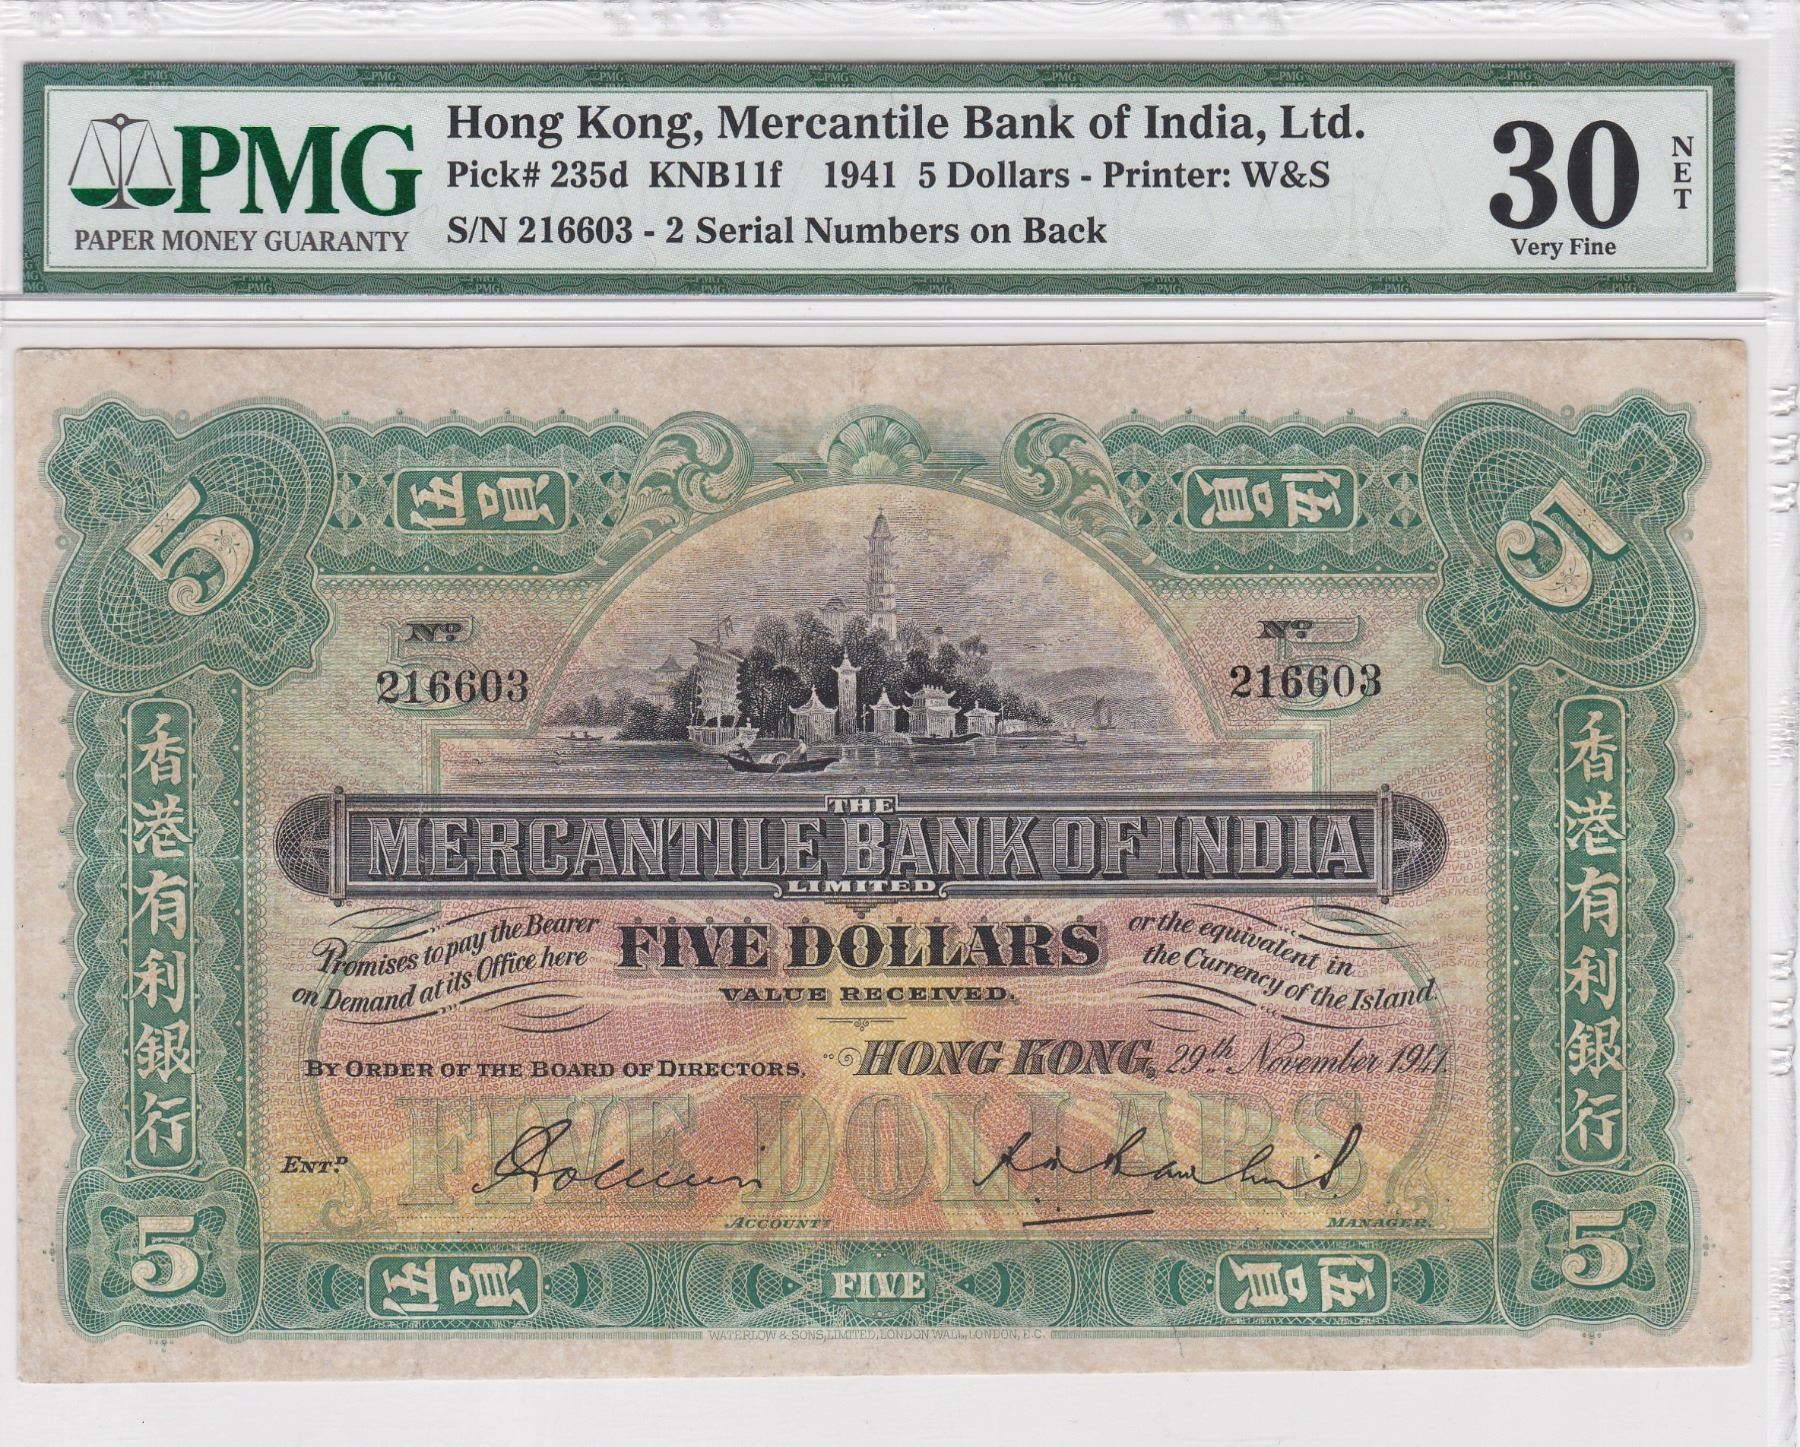 PMG
PAPER MONEY GUARANTY
Hong Kong, Mercantile Bank of India, Ltd.
Pick# 235d KNB11f 1941 5 Dollars - Printer: W&S
S/N 216603 - 2 Serial Numbers on Back
30
NET
Very Fine
5
伍員
伍員
5
Nº
216603
Nº
216603
香港有利銀行
香港有利銀行
THE
MERCANTILE BANK OF INDIA
LIMITED
Promises to pay the Bearer
on Demand at its Office here
FIVE DOLLARS
VALUE RECEIVED.
or the equivalent in
the Currency of the Island.
BY ORDER OF THE BOARD OF DIRECTORS,
HONG KONG, 29th November 1941.
FIVE DOLLARS
ENTD
ACCOUNTT
MANAGER.
5
伍員
FIVE
伍員
5
WATERLOW & SONS, LIMITED, LONDON WALL, LONDON, E.C.